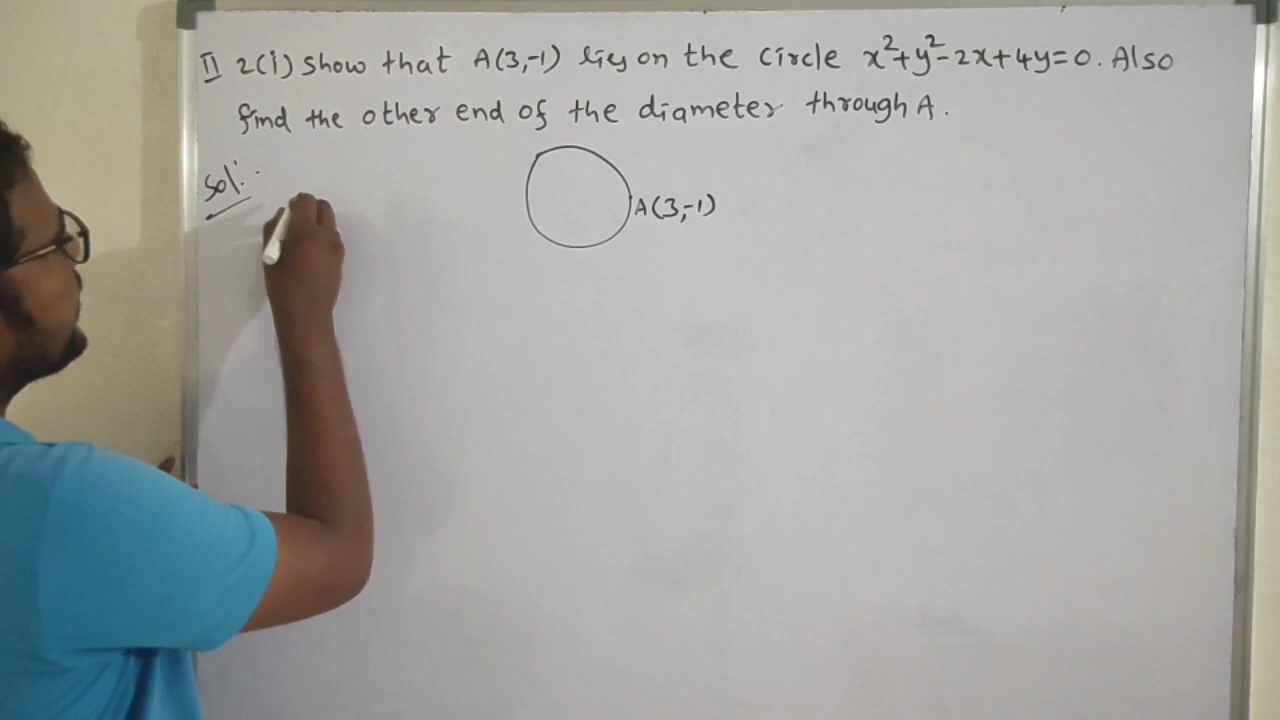 II 2(i) Show that A(3,-1) lies on the circle x²+y²-2x+4y=0. Also
find the other end of the diameter through A.
Sol:-
A(3,-1)